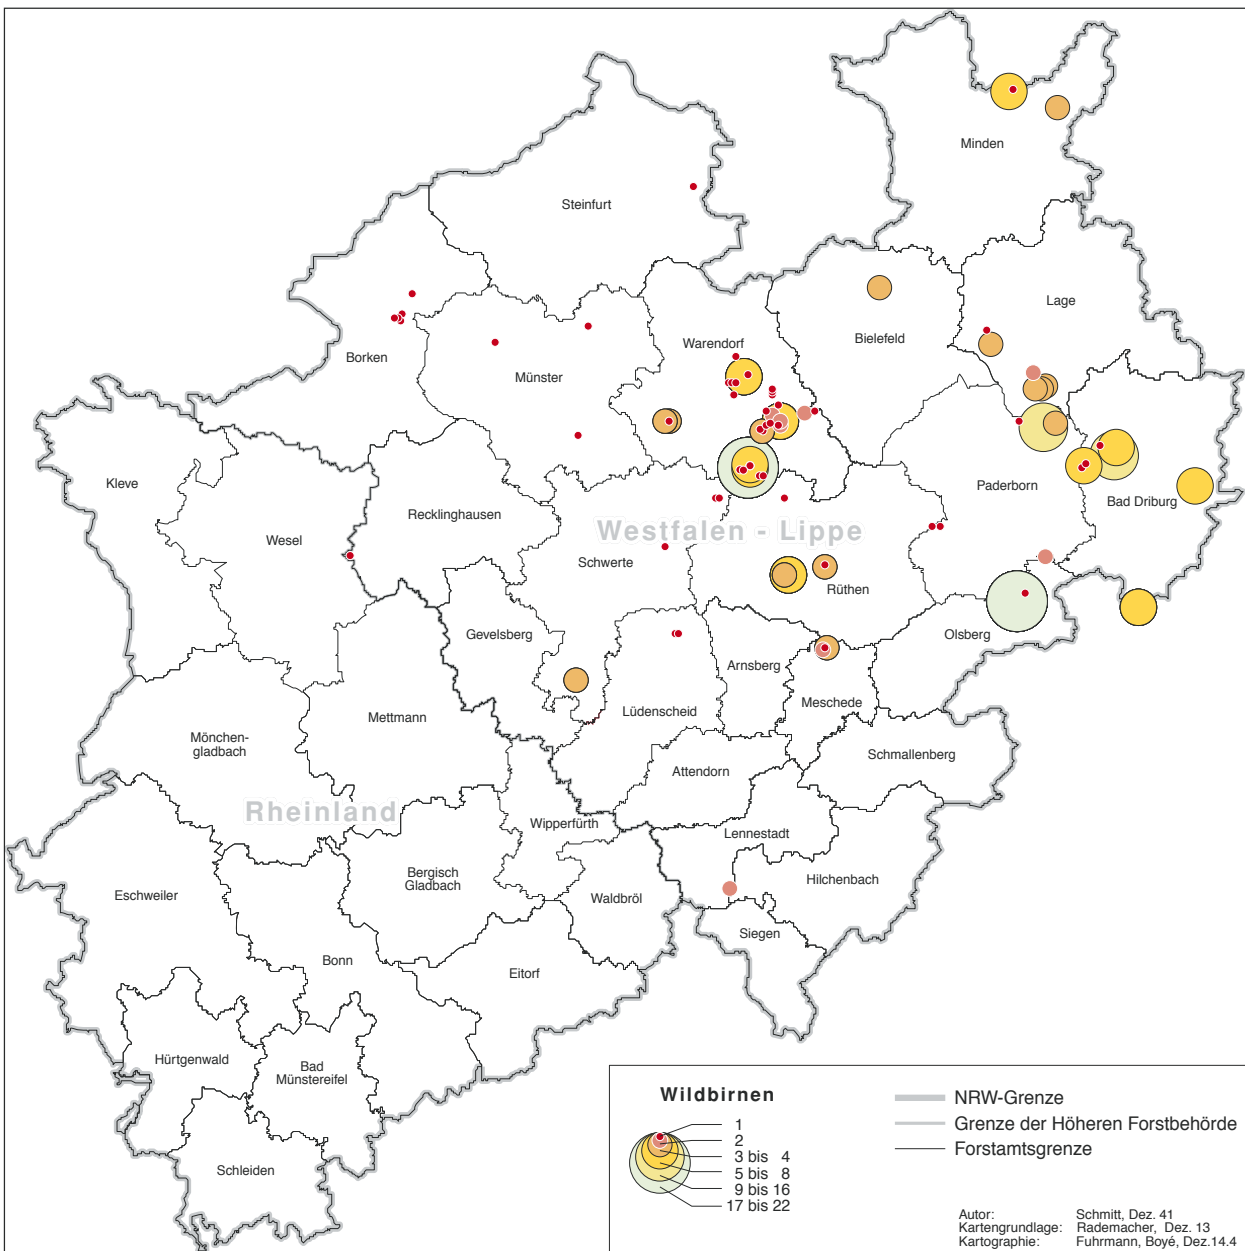 Minden
Steinfurt
Lage
Bielefeld
Warendorf
Borken
Münster
Kleve
Paderborn
Bad Driburg
Recklinghausen
Wesel
Westfalen - Lippe
Schwerte
Rüthen
Gevelsberg
Olsberg
Arnsberg
Meschede
Lüdenscheid
Mettmann
Mönchen-
gladbach
Schmallenberg
Attendorn
Rheinland
Wipperfürth
Lennestadt
Bergisch
Gladbach
Hilchenbach
Eschweiler
Waldbröl
Siegen
Bonn
Eitorf
Hürtgenwald
Bad
Münstereifel
Schleiden
Wildbirnen
1
2
3 bis 4
5 bis 8
9 bis 16
17 bis 22
NRW-Grenze
Grenze der Höheren Forstbehörde
Forstamtsgrenze
Autor: Schmitt, Dez. 41
Kartengrundlage: Rademacher, Dez. 13
Kartographie: Fuhrmann, Boyé, Dez.14.4